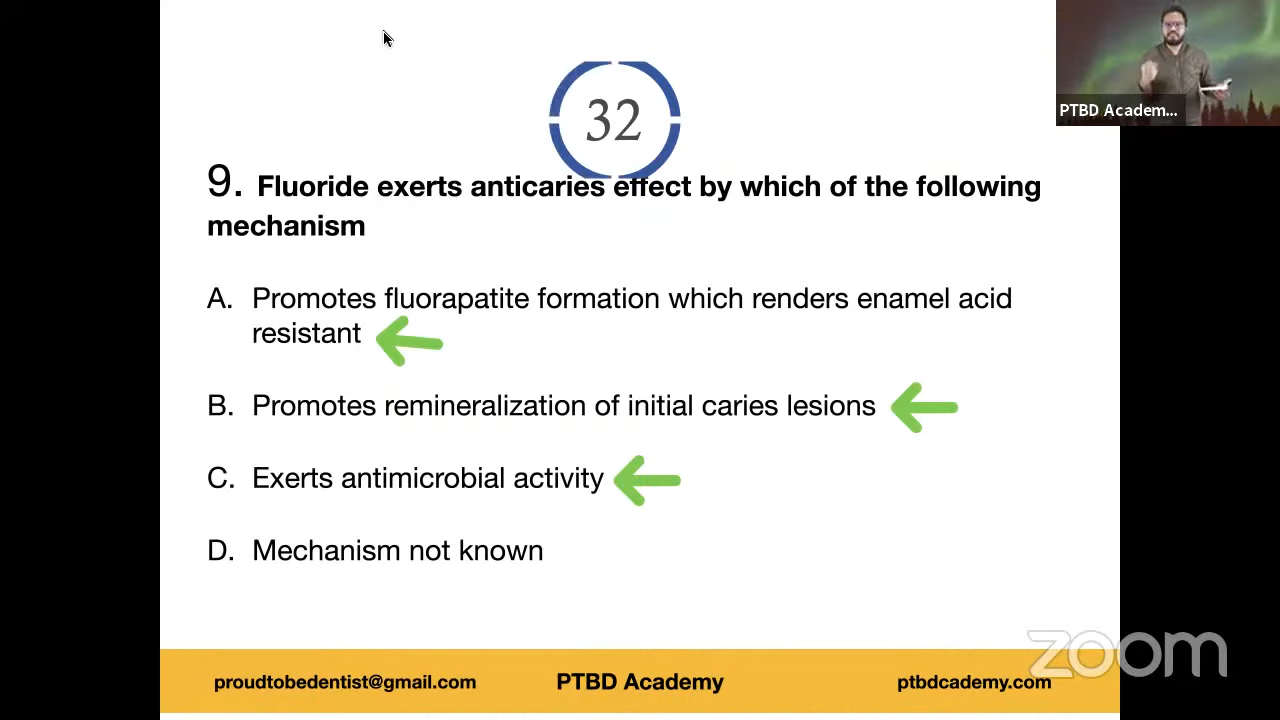 32
9. Fluoride exerts anticaries effect by which of the following
mechanism
A. Promotes fluorapatite formation which renders enamel acid
resistant
B. Promotes remineralization of initial caries lesions
C. Exerts antimicrobial activity
D. Mechanism not known
PTBD Academ...
zoom
proudtobedentist@gmail.com
PTBD Academy
ptbdcademy.com